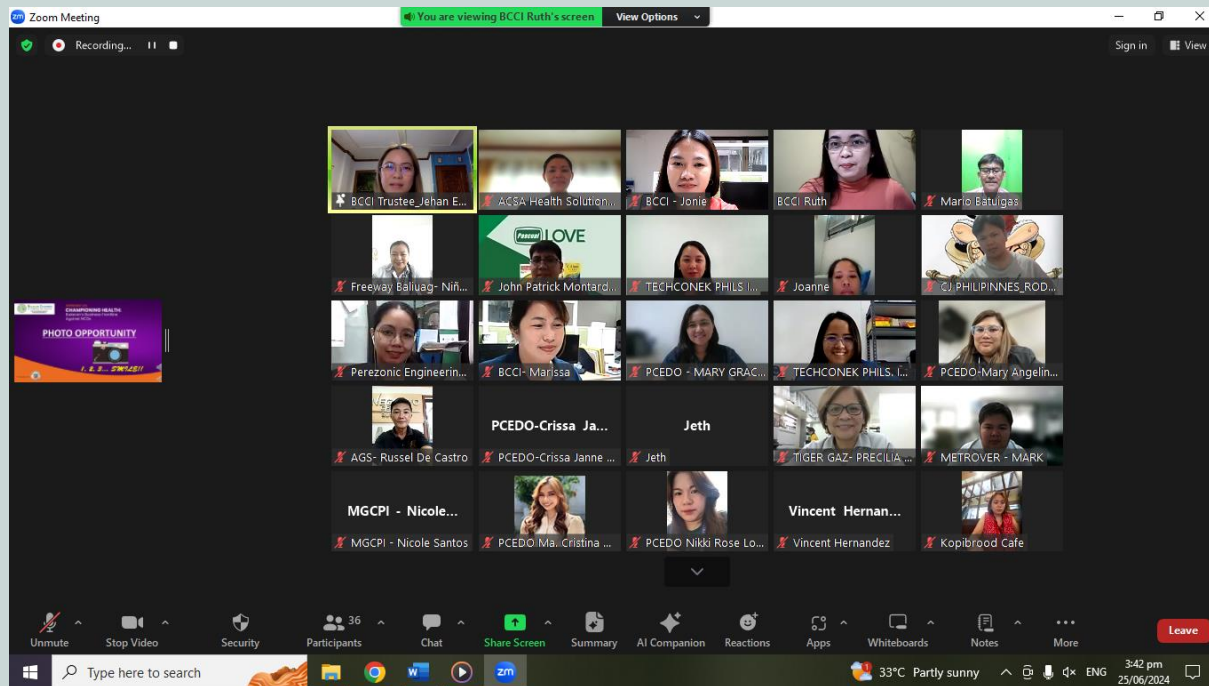 Zoom Meeting
You are viewing BCCI Ruth's screen View Options
Recording...
Sign in View
BCCI Trustee_Jehan E...
ACSA Health Solution...
BCCI - Jonie
BCCI Ruth
Mario Batuigas
Freeway Baliuag- Niñ...
Pascual LOVE
John Patrick Montard...
TECHCONEK PHILS I...
Joanne
CJ PHILIPINNES_ROD...
CHAMPIONING HEALTH:
PHOTO OPPORTUNITY
1, 2, 3... SMILE!!
Perezonic Engineerin...
BCCI- Marissa
PCEDO - MARY GRAC...
TECHCONEK PHILS. I...
PCEDO-Mary Angelin...
AGS- Russel De Castro
PCEDO-Crissa Ja...
PCEDO-Crissa Janne ...
Jeth
Jeth
TIGER GAZ- PRECILIA ...
METROVER - MARK
MGCPI - Nicole...
MGCPI - Nicole Santos
PCEDO Ma. Cristina ...
PCEDO Nikki Rose Lo...
Vincent Hernan...
Vincent Hernandez
Kopibrood Cafe
Unmute
Stop Video
Security
36
Participants
Chat
Share Screen
Summary
AI Companion
Reactions
Apps
Whiteboards
Notes
More
Leave
Type here to search
zm
33°C Partly sunny
ENG
3:42 pm
25/06/2024